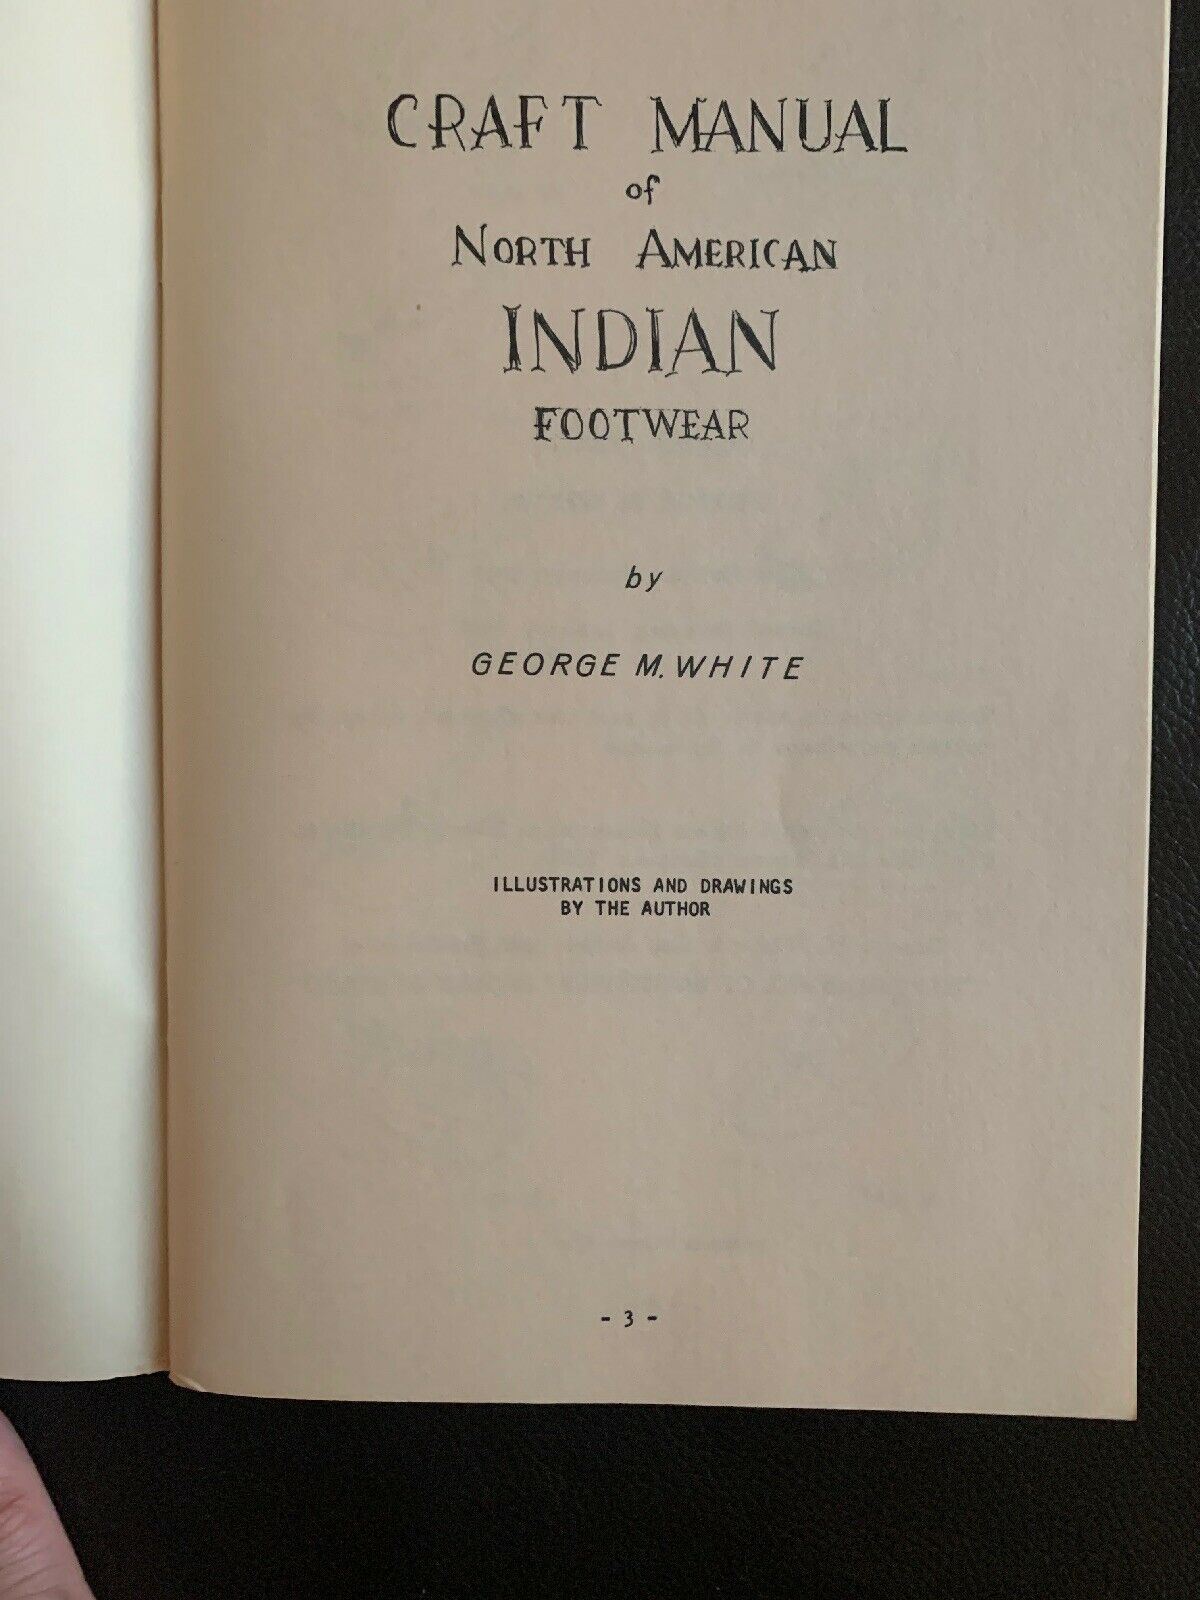 CRAFT MANUAL
of
NORTH AMERICAN
INDIAN
FOOTWEAR
by
GEORGE M. WHITE
ILLUSTRATIONS AND DRAWINGS
BY THE AUTHOR
- 3 -